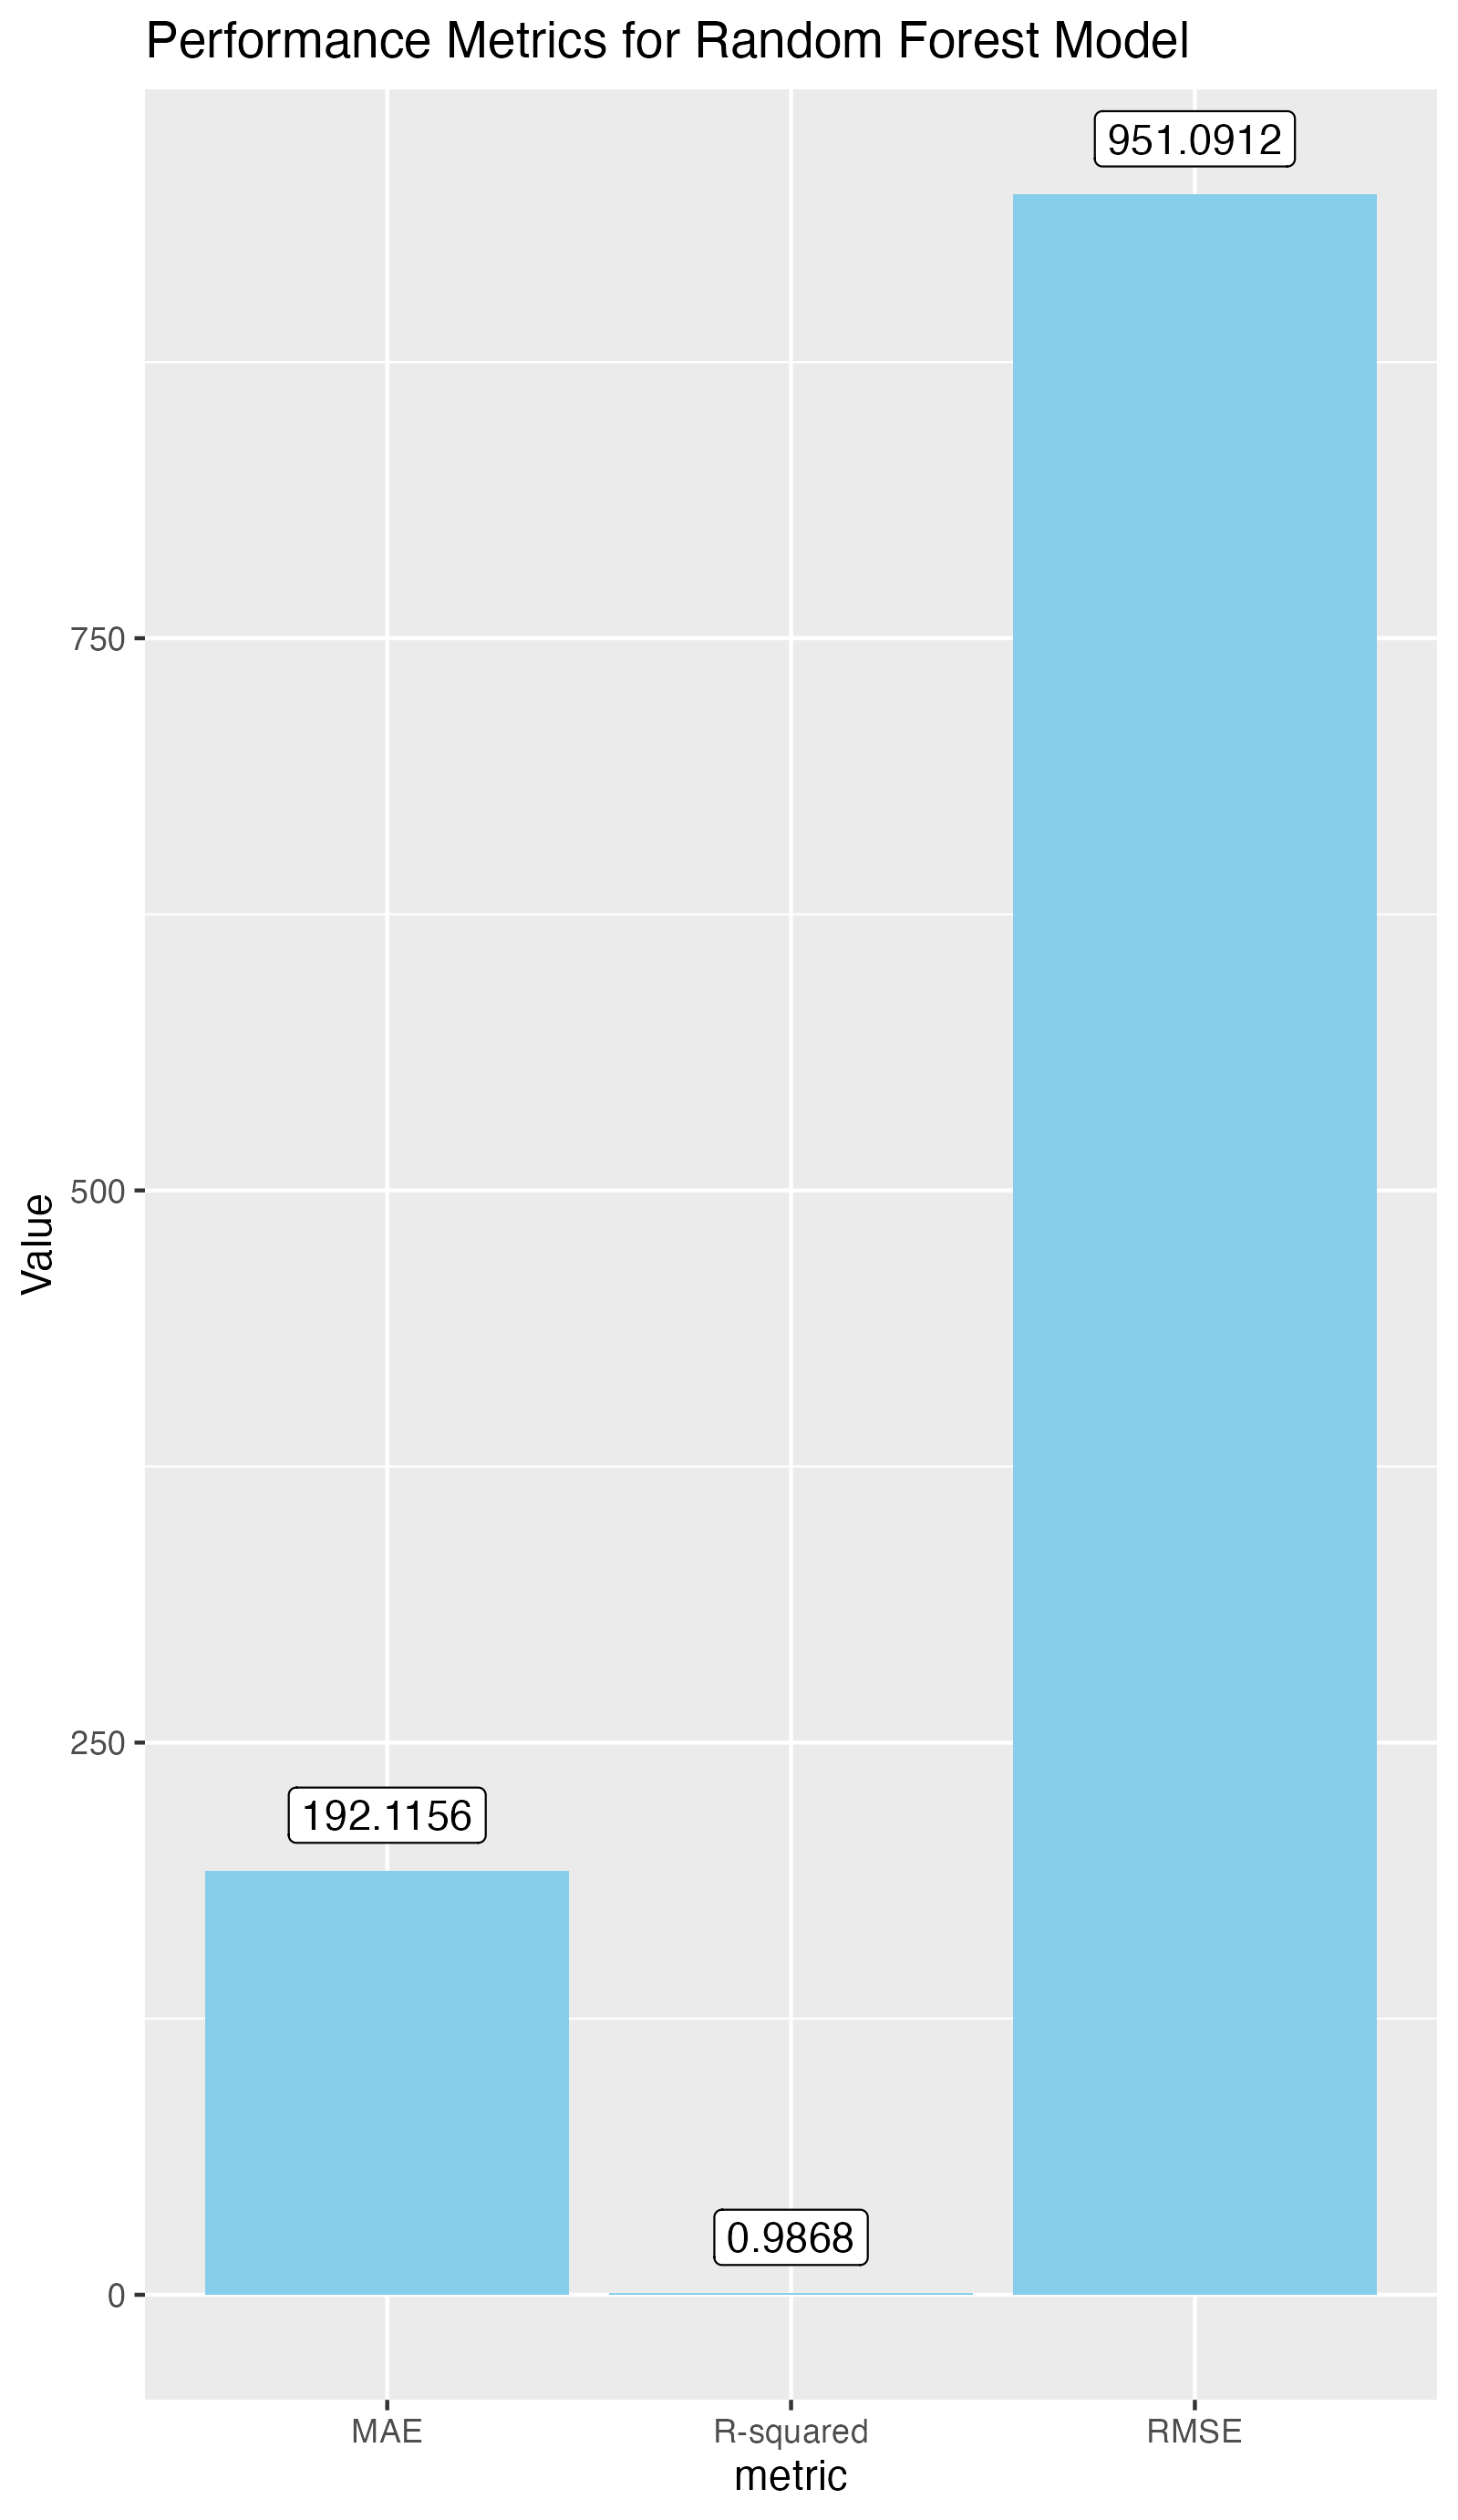 Performance Metrics for Random Forest Model
951.0912
750
500
Value
250
192.1156
0.9868
0
MAE R-squared RMSE
metric